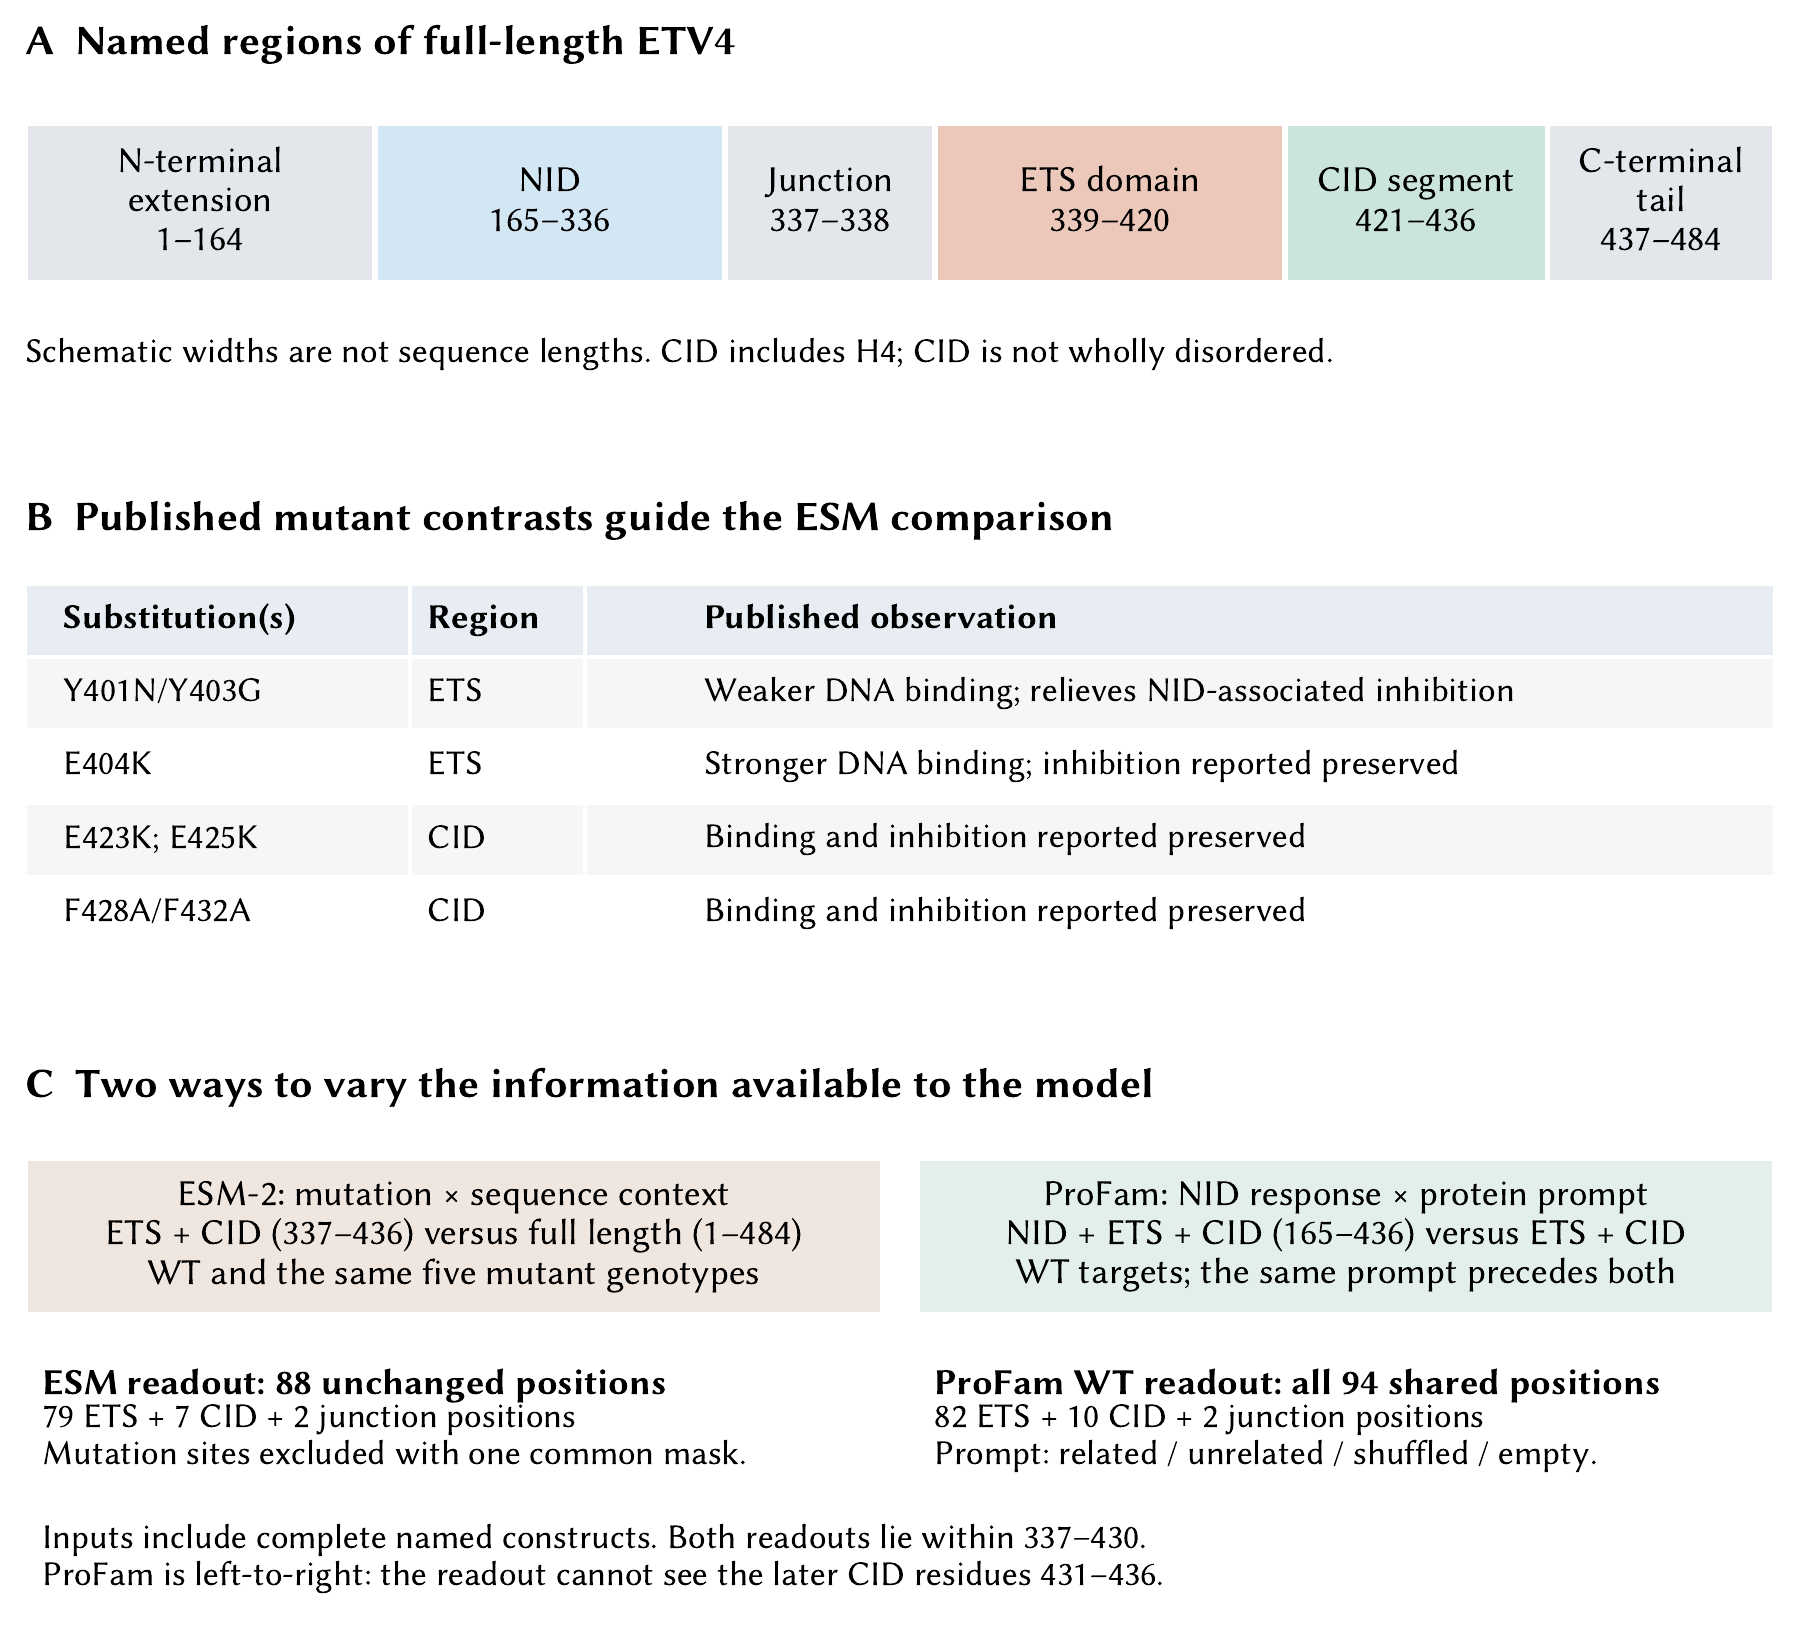 A Named regions of full-length ETV4
N-terminal
extension
1–164
NID
165–336
Junction
337–338
ETS domain
339–420
CID segment
421–436
C-terminal
tail
437–484
Schematic widths are not sequence lengths. CID includes H4; CID is not wholly disordered.
B Published mutant contrasts guide the ESM comparison
Substitution(s) Region Published observation
Y401N/Y403G ETS Weaker DNA binding; relieves NID-associated inhibition
E404K ETS Stronger DNA binding; inhibition reported preserved
E423K; E425K CID Binding and inhibition reported preserved
F428A/F432A CID Binding and inhibition reported preserved
C Two ways to vary the information available to the model
ESM-2: mutation × sequence context
ETS + CID (337–436) versus full length (1–484)
WT and the same five mutant genotypes
ProFam: NID response × protein prompt
NID + ETS + CID (165–436) versus ETS + CID
WT targets; the same prompt precedes both
ESM readout: 88 unchanged positions
79 ETS + 7 CID + 2 junction positions
Mutation sites excluded with one common mask.
ProFam WT readout: all 94 shared positions
82 ETS + 10 CID + 2 junction positions
Prompt: related / unrelated / shuffled / empty.
Inputs include complete named constructs. Both readouts lie within 337–430.
ProFam is left-to-right: the readout cannot see the later CID residues 431–436.